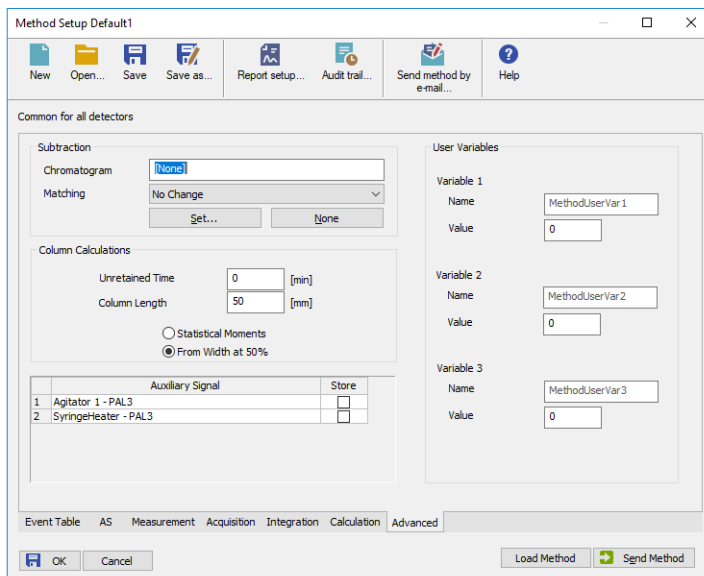 Method Setup Default1
New Open... Save Save as... Report setup... Audit trail... Send method by e-mail... Help
Common for all detectors
Subtraction
Chromatogram [None]
Matching No Change
Set... None
Column Calculations
Unretained Time 0 [min]
Column Length 50 [mm]
Statistical Moments
From Width at 50%
Auxiliary Signal Store
1 Agitator 1 - PAL3
2 SyringeHeater - PAL3
User Variables
Variable 1
Name MethodUserVar1
Value 0
Variable 2
Name MethodUserVar2
Value 0
Variable 3
Name MethodUserVar3
Value 0
Event Table AS Measurement Acquisition Integration Calculation Advanced
OK Cancel Load Method Send Method